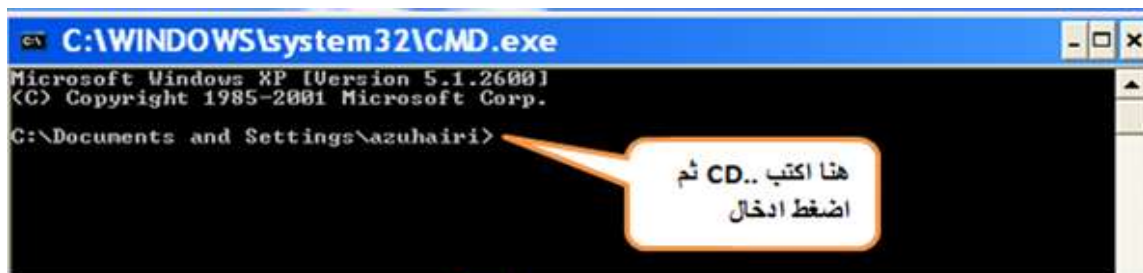 C:\WINDOWS\system32\CMD.exe
Microsoft Windows XP [Version 5.1.2600]
(C) Copyright 1985-2001 Microsoft Corp.
C:\Documents and Settings\azuhairi>
هنا اكتب CD.. ثم
اضغط ادخال